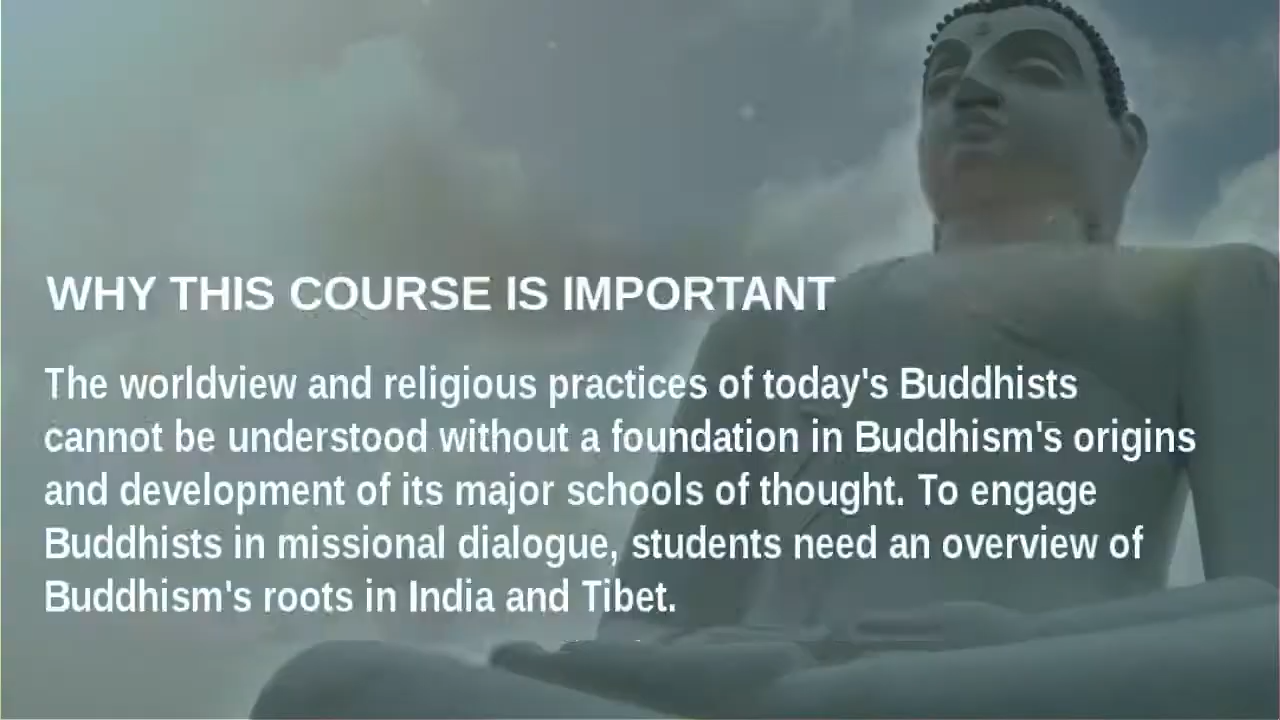 WHY THIS COURSE IS IMPORTANT
The worldview and religious practices of today's Buddhists
cannot be understood without a foundation in Buddhism's origins
and development of its major schools of thought. To engage
Buddhists in missional dialogue, students need an overview of
Buddhism's roots in India and Tibet.